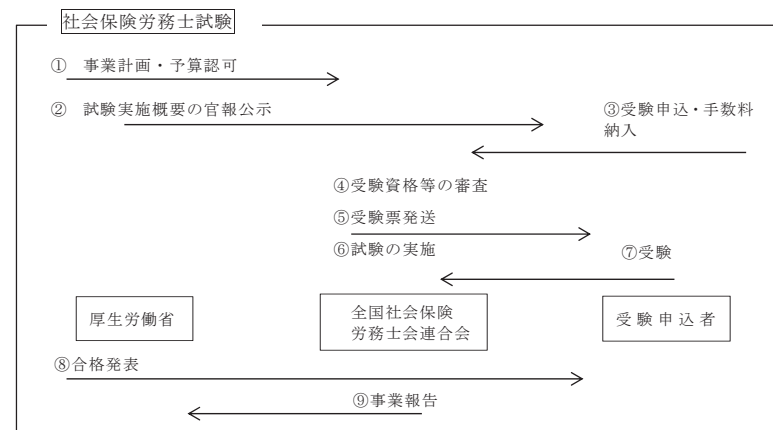 社会保険労務士試験
① 事業計画・予算認可
② 試験実施概要の官報公示
③受験申込・手数料
納入
④受験資格等の審査
⑤受験票発送
⑥試験の実施
⑦受験
厚生労働省
全国社会保険
労務士会連合会
受験申込者
⑧合格発表
⑨事業報告